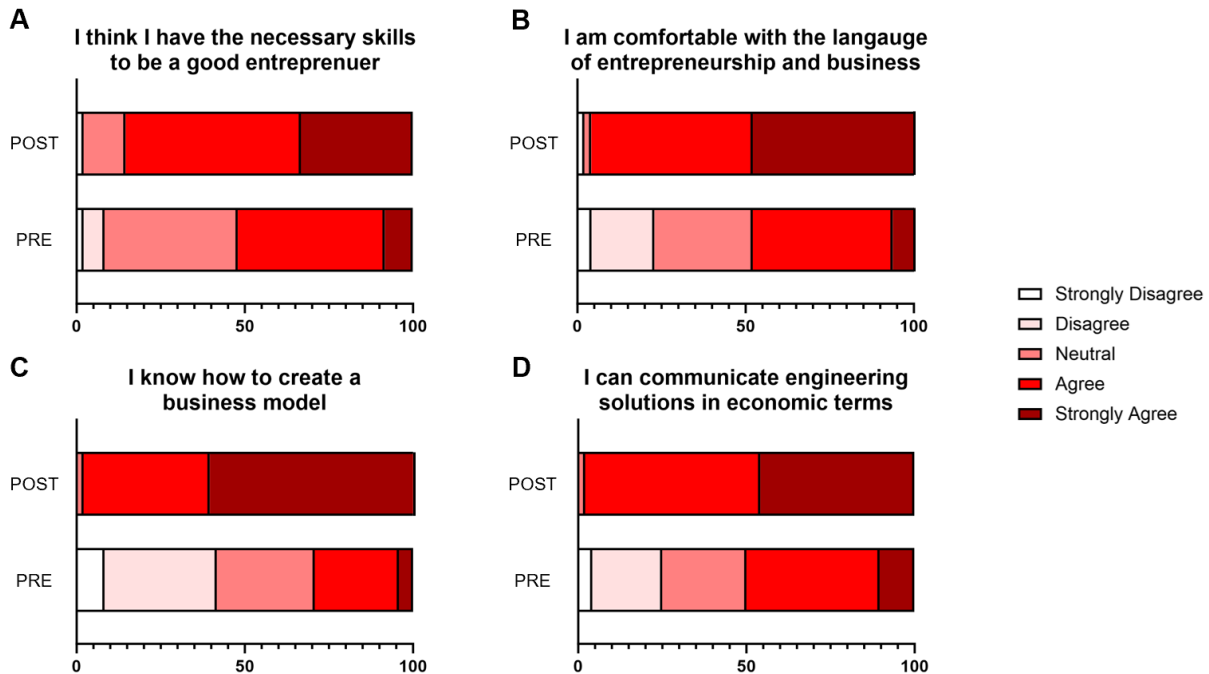 A
I think I have the necessary skills
to be a good entreprenuer
POST
PRE
0 50 100
B
I am comfortable with the langauge
of entrepreneurship and business
POST
PRE
0 50 100
C
I know how to create a
business model
POST
PRE
0 50 100
D
I can communicate engineering
solutions in economic terms
POST
PRE
0 50 100
Strongly Disagree
Disagree
Neutral
Agree
Strongly Agree